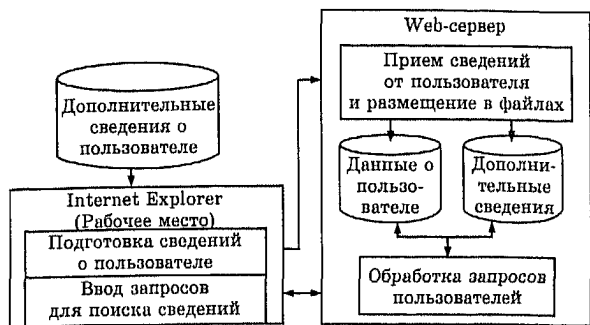 Web-сервер
Прием сведений
от пользователя
и размещение в файлах
Дополнительные
сведения о
пользователе
Данные о
пользо-
вателе
Дополни-
тельные
сведения
Internet Explorer
(Рабочее место)
Подготовка сведений
о пользователе
Ввод запросов
для поиска сведений
Обработка запросов
пользователей